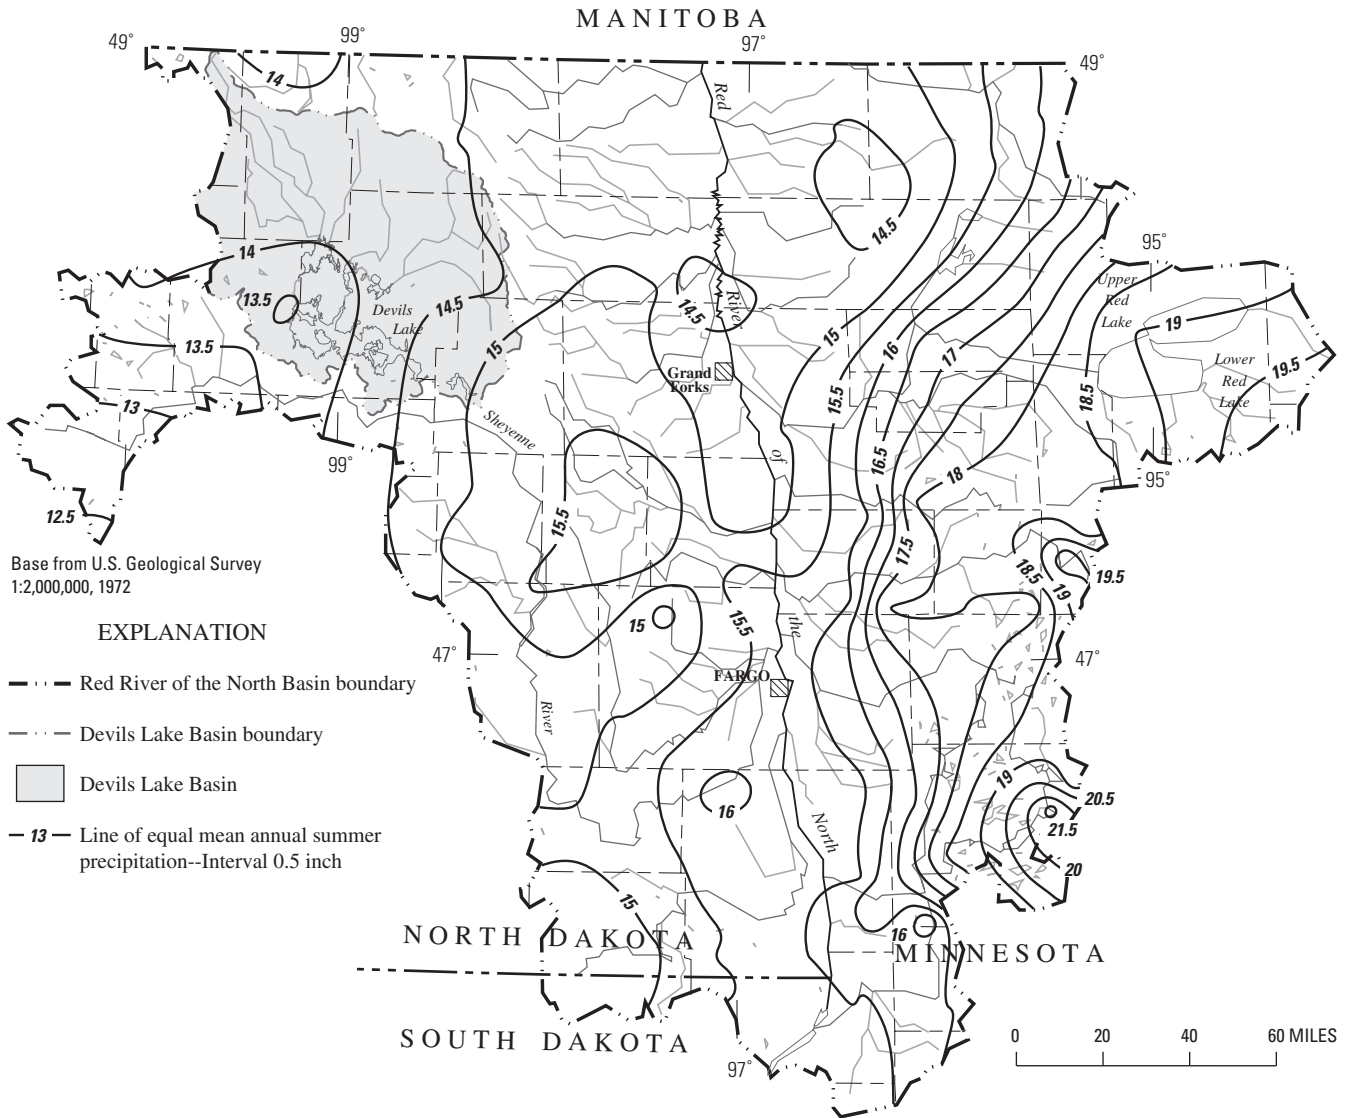 MANITOBA
49°
99°
97°
49°
14
Red
14.5
14
95°
Upper
Red
Lake
13.5
Devils
Lake
14.5
14.5
River
15
19
13.5
15
16
17
Lower
Red
Lake
19.5
Grand
Forks
15.5
18.5
13
Sheyenne
99°
of
16.5
18
95°
12.5
15.5
17.5
18.5
19
19.5
Base from U.S. Geological Survey
1:2,000,000, 1972
EXPLANATION
15
15.5
the
47°
FARGO
47°
Red River of the North Basin boundary
River
Devils Lake Basin boundary
Devils Lake Basin
19
20.5
16
North
21.5
13 Line of equal mean annual summer
precipitation--Interval 0.5 inch
20
15
16
NORTH DAKOTA
MINNESOTA
SOUTH DAKOTA
97°
0 20 40 60 MILES